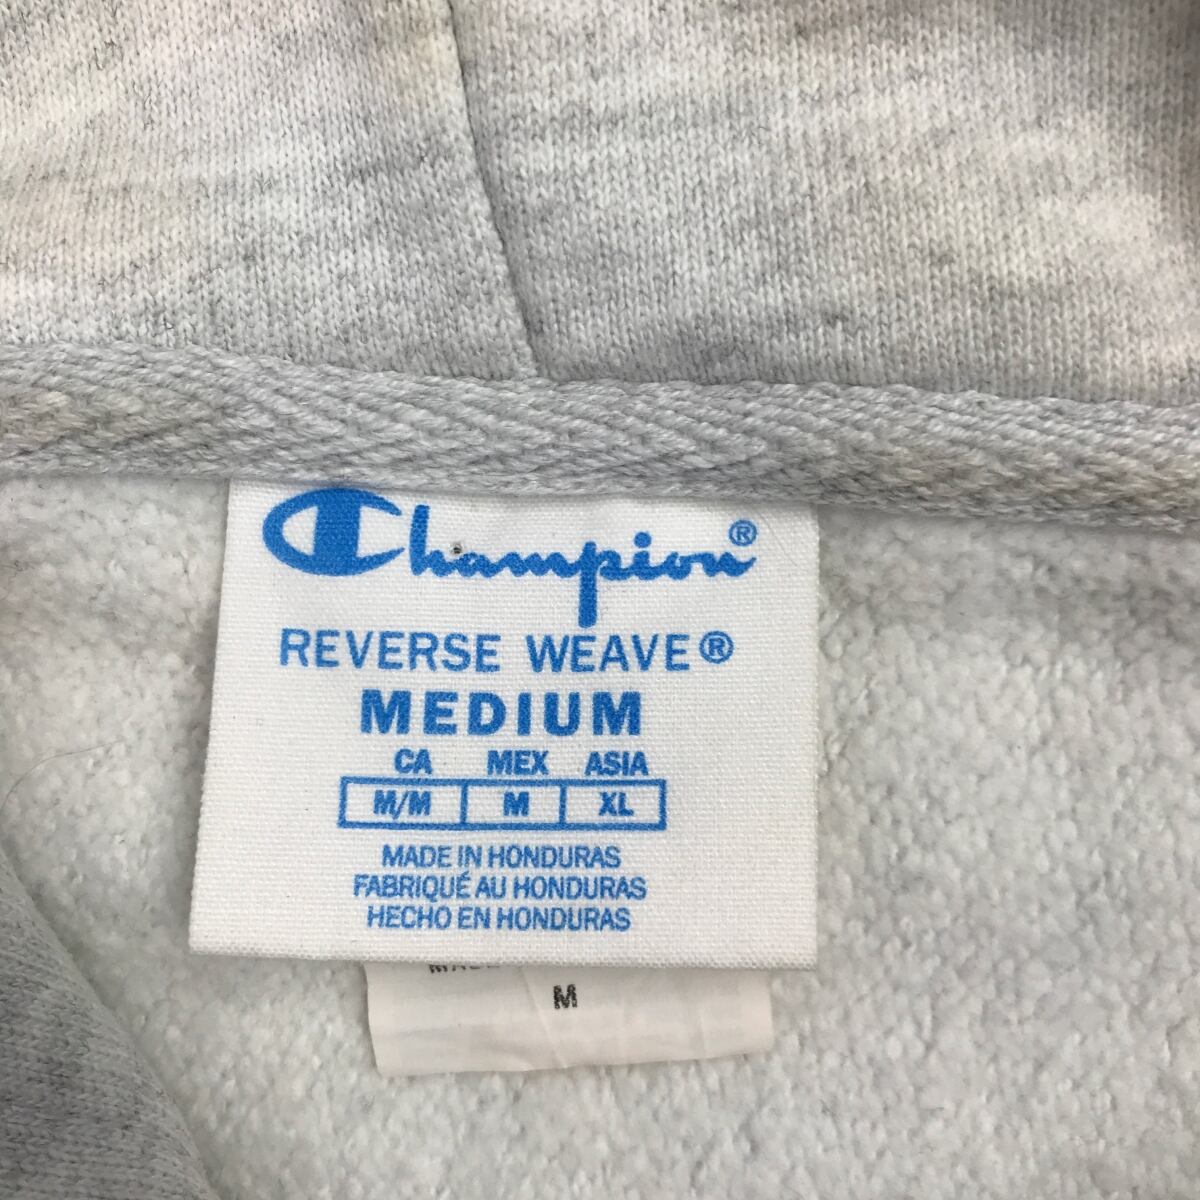 Champion®
REVERSE WEAVE®
MEDIUM
CA MEX ASIA
M/M M XL
MADE IN HONDURAS
FABRIQUÉ AU HONDURAS
HECHO EN HONDURAS
M